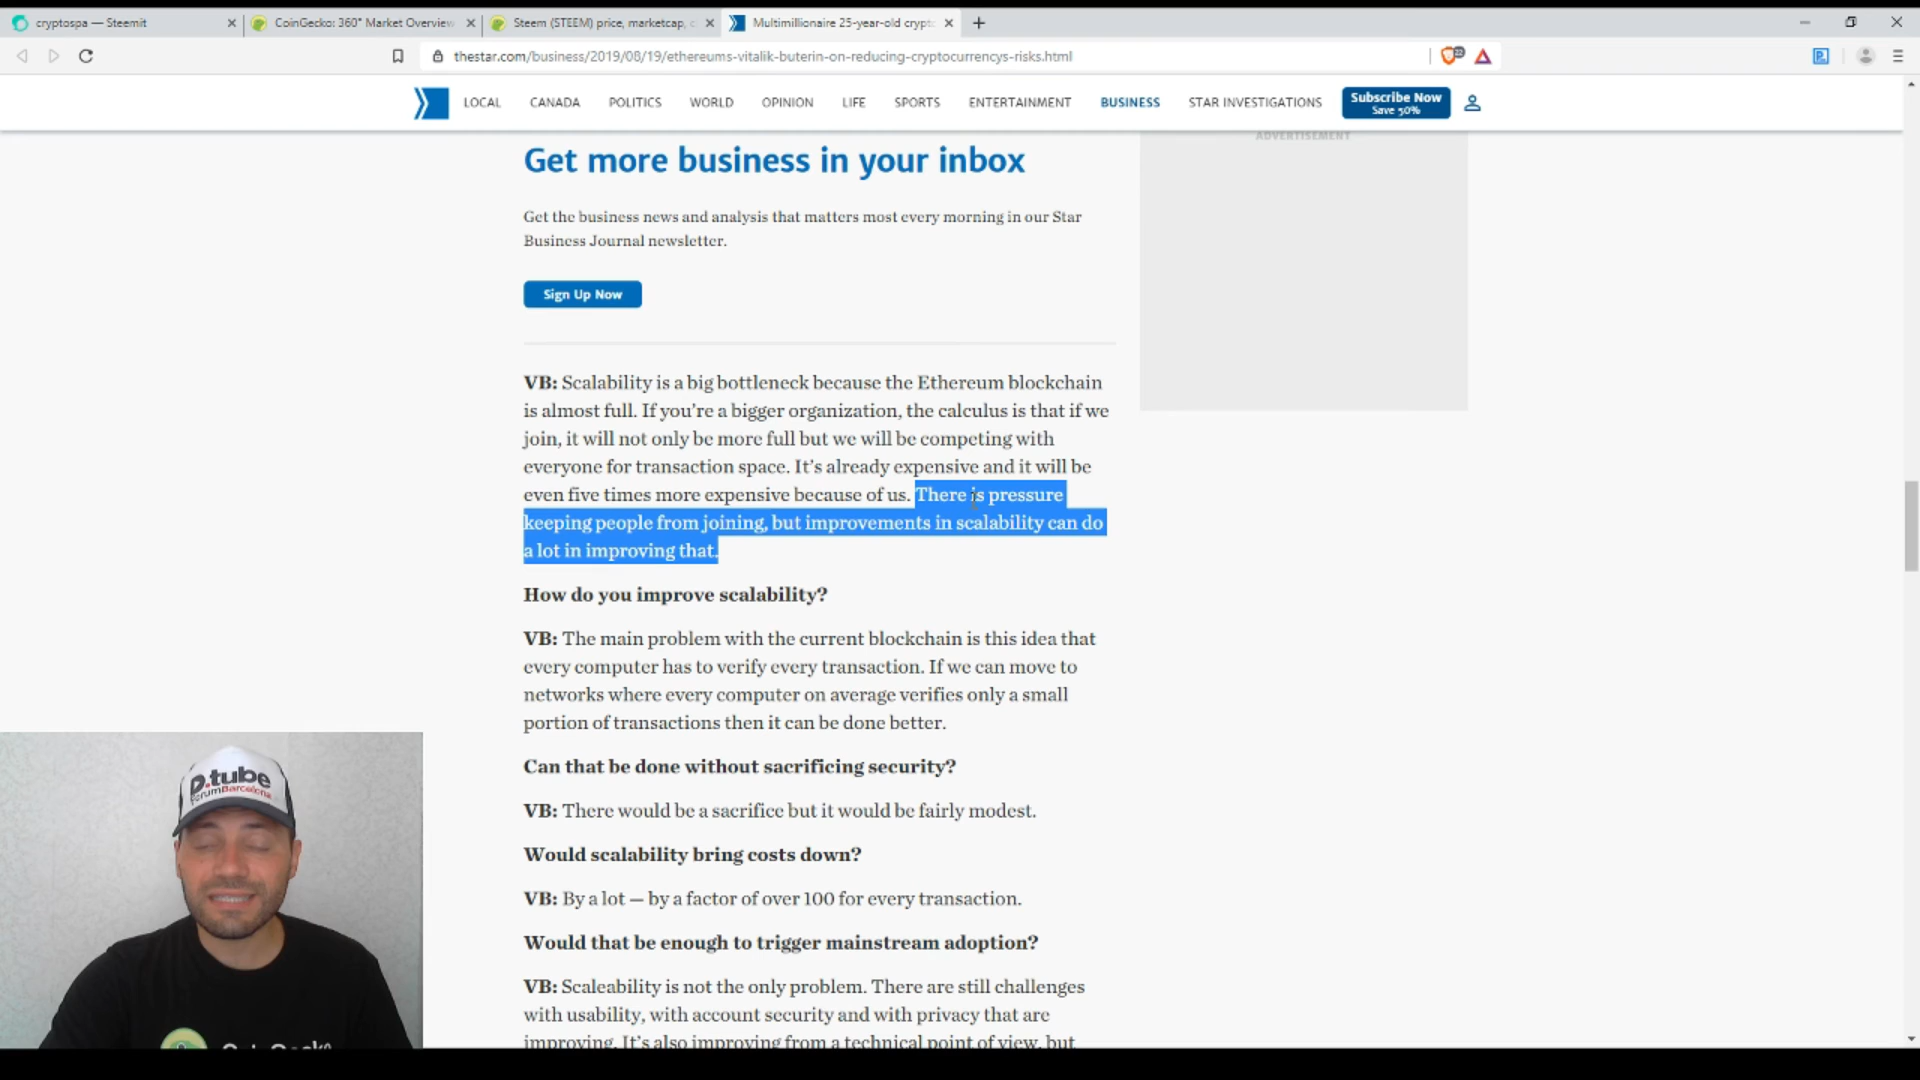 cryptospa — Steemit
CoinGecko: 360° Market Overview
Steem (STEEM) price, marketcap, c
Multimillionaire 25-year-old crypt
thestar.com/business/2019/08/19/ethereums-vitalik-buterin-on-reducing-cryptocurrencys-risks.html
LOCAL CANADA POLITICS WORLD OPINION LIFE SPORTS ENTERTAINMENT BUSINESS STAR INVESTIGATIONS
Subscribe Now
Save 50%
ADVERTISEMENT
Get more business in your inbox
Get the business news and analysis that matters most every morning in our Star
Business Journal newsletter.
Sign Up Now
VB: Scalability is a big bottleneck because the Ethereum blockchain
is almost full. If you're a bigger organization, the calculus is that if we
join, it will not only be more full but we will be competing with
everyone for transaction space. It's already expensive and it will be
even five times more expensive because of us. There is pressure
keeping people from joining, but improvements in scalability can do
a lot in improving that.
How do you improve scalability?
VB: The main problem with the current blockchain is this idea that
every computer has to verify every transaction. If we can move to
networks where every computer on average verifies only a small
portion of transactions then it can be done better.
Can that be done without sacrificing security?
VB: There would be a sacrifice but it would be fairly modest.
Would scalability bring costs down?
VB: By a lot — by a factor of over 100 for every transaction.
Would that be enough to trigger mainstream adoption?
VB: Scaleability is not the only problem. There are still challenges
with usability, with account security and with privacy that are
improving. It's also improving from a technical point of view, but
D.tube
ForumBarcelona